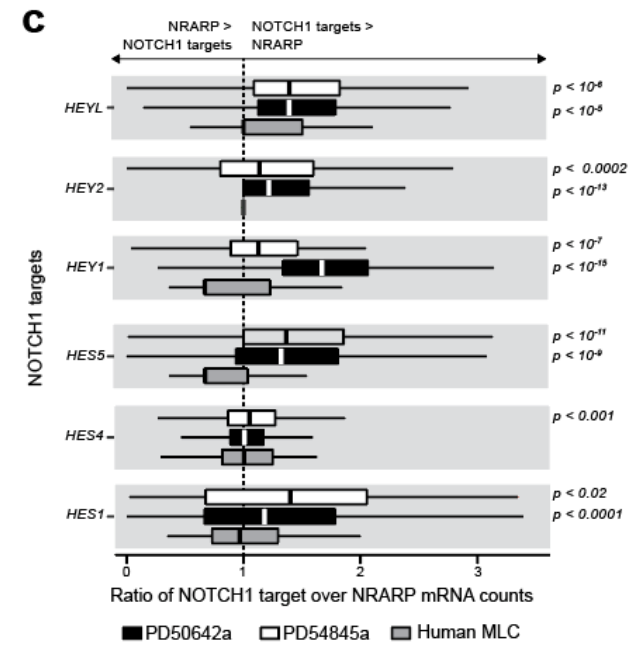 C
NRARP > NOTCH1 targets >
NOTCH1 targets NRARP
HEYL
p < 10-6
p < 10-5
HEY2
p < 0.0002
p < 10-13
HEY1
p < 10-7
p < 10-15
HES5
p < 10-11
p < 10-9
HES4
p < 0.001
HES1
p < 0.02
p < 0.0001
NOTCH1 targets
0 1 2 3
Ratio of NOTCH1 target over NRARP mRNA counts
PD50642a PD54845a Human MLC